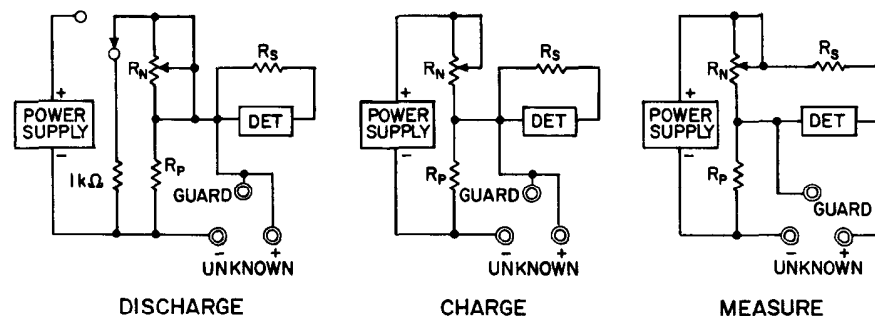 +
POWER
SUPPLY
-
1kΩ
R_N
R_P
R_S
DET
GUARD
-
+
UNKNOWN
DISCHARGE
+
POWER
SUPPLY
-
R_N
R_P
R_S
DET
GUARD
-
+
UNKNOWN
CHARGE
+
POWER
SUPPLY
-
R_N
R_P
R_S
DET
GUARD
-
+
UNKNOWN
MEASURE